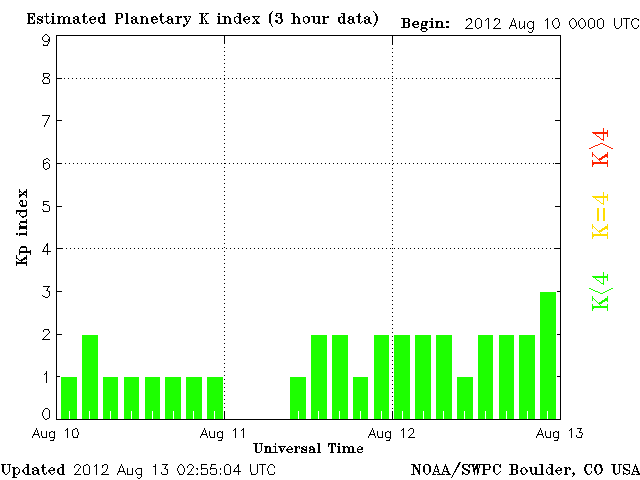 Estimated Planetary K index (3 hour data) Begin: 2012 Aug 10 0000 UTC
9
8
7
6
5
4
3
2
1
0
Kp index
K>4
K=4
K<4
Aug 10 Aug 11 Aug 12 Aug 13
Universal Time
Updated 2012 Aug 13 02:55:04 UTC NOAA/SWPC Boulder, CO USA